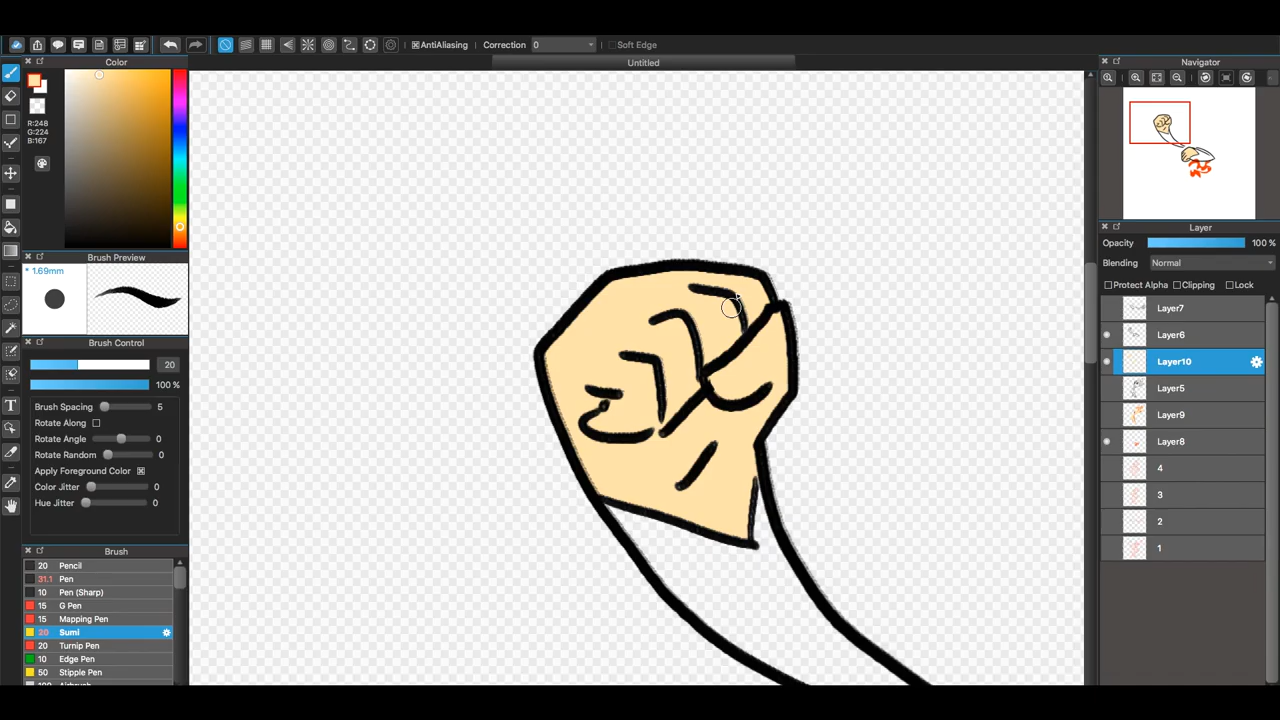 AntiAliasing Correction 0 Soft Edge
Color
Untitled
Navigator
R:248
G:224
B:167
Brush Preview
* 1.69mm
Brush Control
20
100 %
Brush Spacing 5
Rotate Along
Rotate Angle 0
Rotate Random 0
Apply Foreground Color
Color Jitter 0
Hue Jitter 0
Brush
20 Pencil
31.1 Pen
10 Pen (Sharp)
15 G Pen
15 Mapping Pen
20 Sumi
20 Turnip Pen
10 Edge Pen
50 Stipple Pen
100 Airbrush
Layer
Opacity 100 %
Blending Normal
Protect Alpha Clipping Lock
Layer7
Layer6
Layer10
Layer5
Layer9
Layer8
4
3
2
1